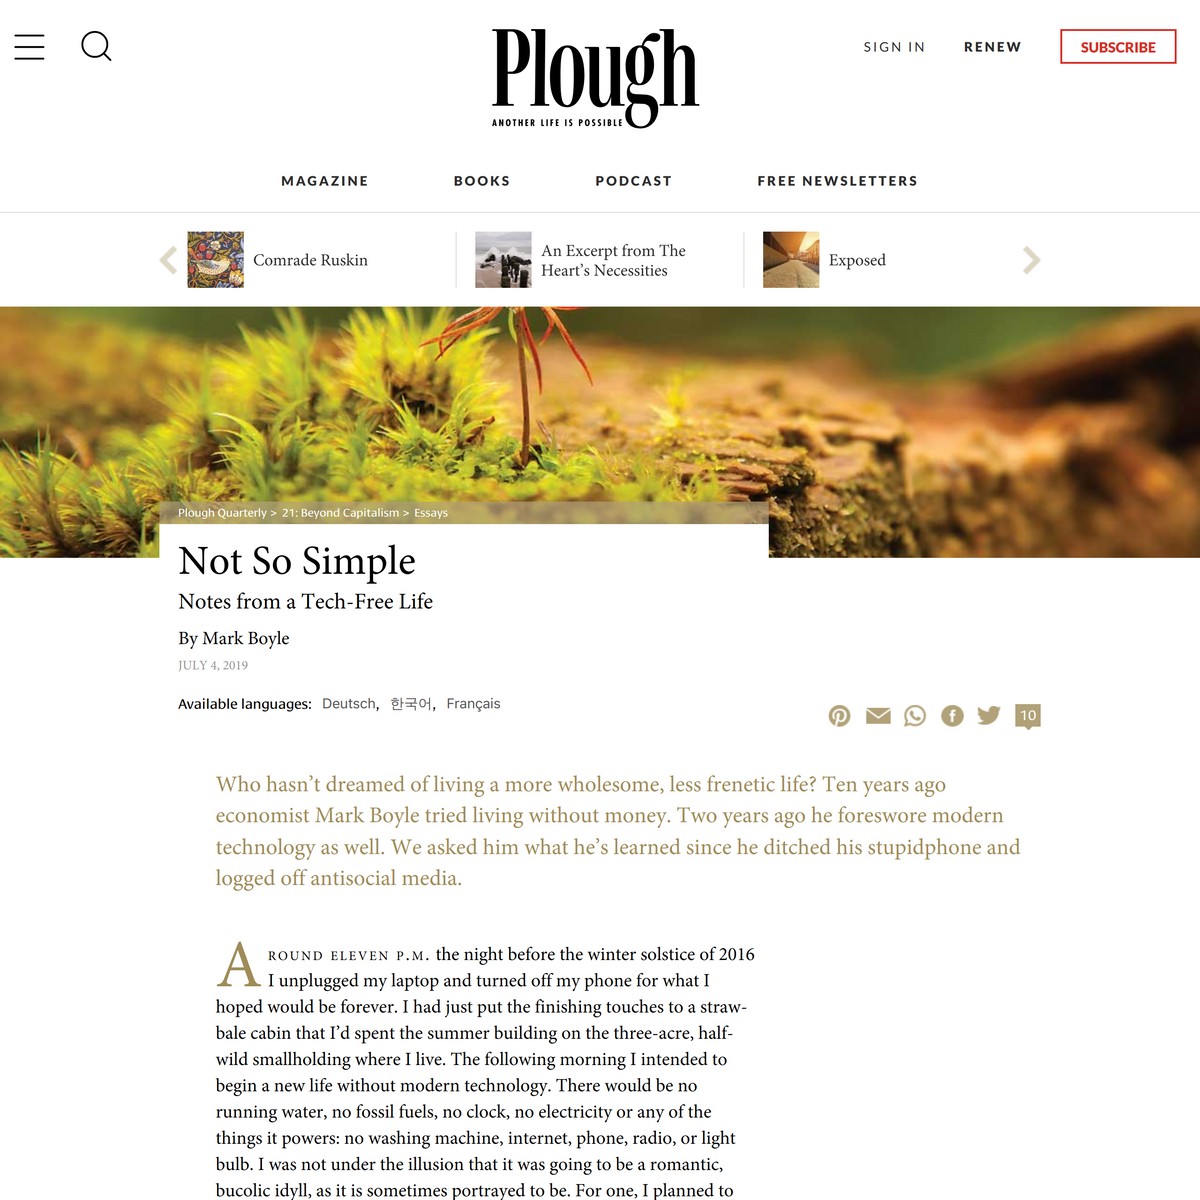 Plough
ANOTHER LIFE IS POSSIBLE
SIGN IN
RENEW
SUBSCRIBE
MAGAZINE
BOOKS
PODCAST
FREE NEWSLETTERS
Comrade Ruskin
An Excerpt from The
Heart’s Necessities
Exposed
Plough Quarterly > 21: Beyond Capitalism > Essays
Not So Simple
Notes from a Tech-Free Life
By Mark Boyle
JULY 4, 2019
Available languages: Deutsch, 한국어, Français
10
Who hasn’t dreamed of living a more wholesome, less frenetic life? Ten years ago
economist Mark Boyle tried living without money. Two years ago he foreswore modern
technology as well. We asked him what he’s learned since he ditched his stupidphone and
logged off antisocial media.
AROUND ELEVEN P.M. the night before the winter solstice of 2016
I unplugged my laptop and turned off my phone for what I
hoped would be forever. I had just put the finishing touches to a straw-
bale cabin that I’d spent the summer building on the three-acre, half-
wild smallholding where I live. The following morning I intended to
begin a new life without modern technology. There would be no
running water, no fossil fuels, no clock, no electricity or any of the
things it powers: no washing machine, internet, phone, radio, or light
bulb. I was not under the illusion that it was going to be a romantic,
bucolic idyll, as it is sometimes portrayed to be. For one, I planned to